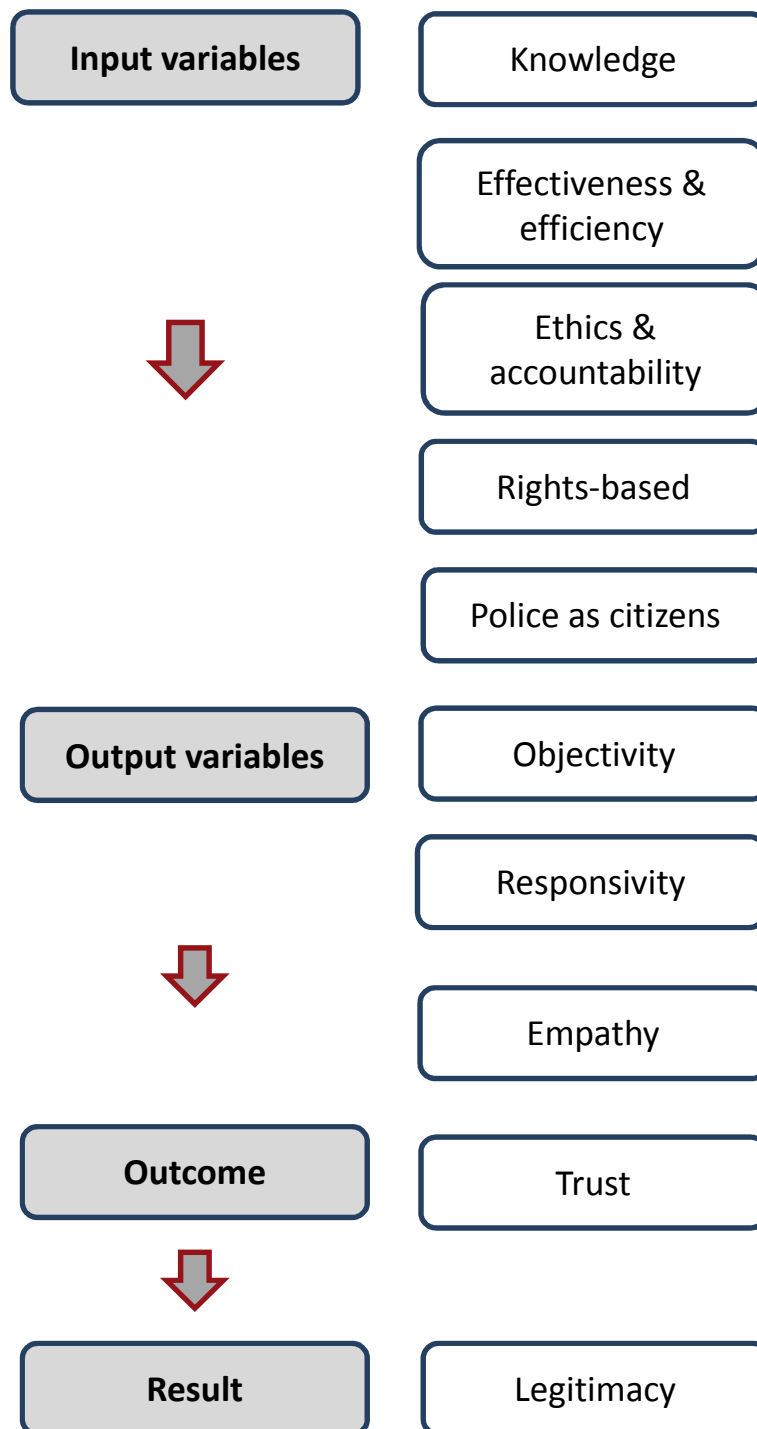 Input variables
Knowledge
Effectiveness &
efficiency
Ethics &
accountability
Rights-based
Police as citizens
Output variables
Objectivity
Responsivity
Empathy
Outcome
Trust
Result
Legitimacy